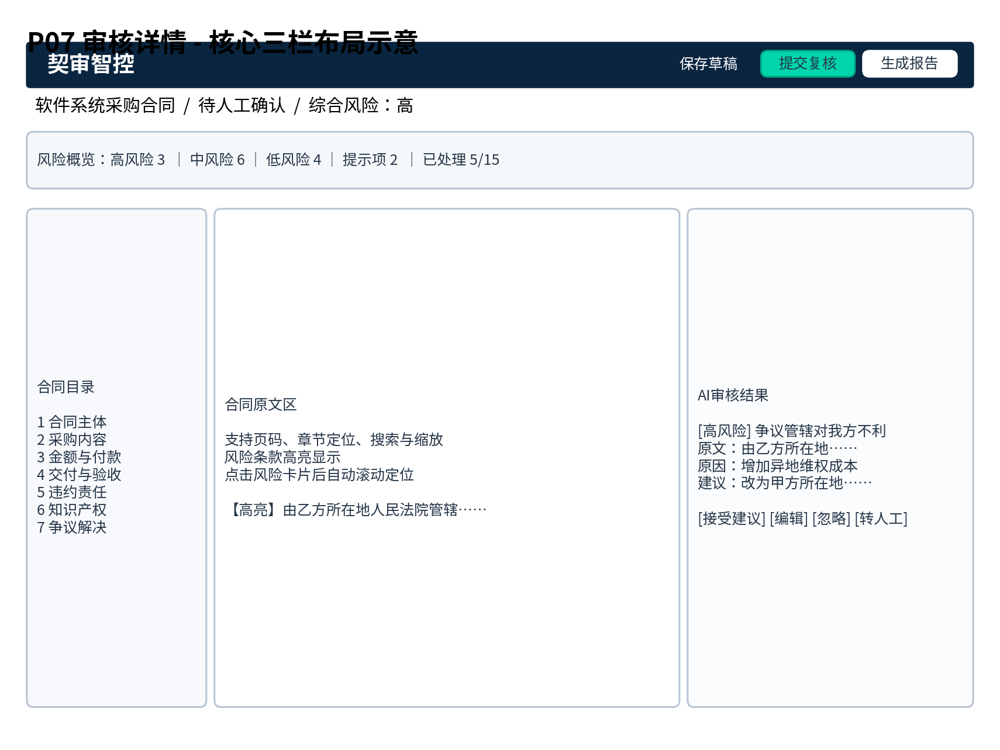 P07 审核详情 - 核心三栏布局示意
契审智控
保存草稿
提交复核
生成报告
软件系统采购合同 / 待人工确认 / 综合风险：高
风险概览：高风险 3 ｜ 中风险 6 ｜ 低风险 4 ｜ 提示项 2 ｜ 已处理 5/15
合同目录
1 合同主体
2 采购内容
3 金额与付款
4 交付与验收
5 违约责任
6 知识产权
7 争议解决
合同原文区
支持页码、章节定位、搜索与缩放
风险条款高亮显示
点击风险卡片后自动滚动定位
【高亮】由乙方所在地人民法院管辖……
AI审核结果
[高风险] 争议管辖对我方不利
原文：由乙方所在地……
原因：增加异地维权成本
建议：改为甲方所在地……
[接受建议] [编辑] [忽略] [转人工]